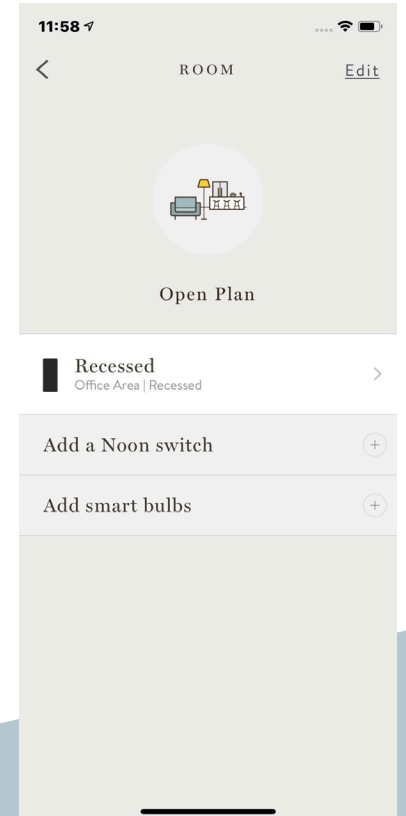 11:58
ROOM
Edit
Open Plan
Recessed
Office Area | Recessed
Add a Noon switch
Add smart bulbs